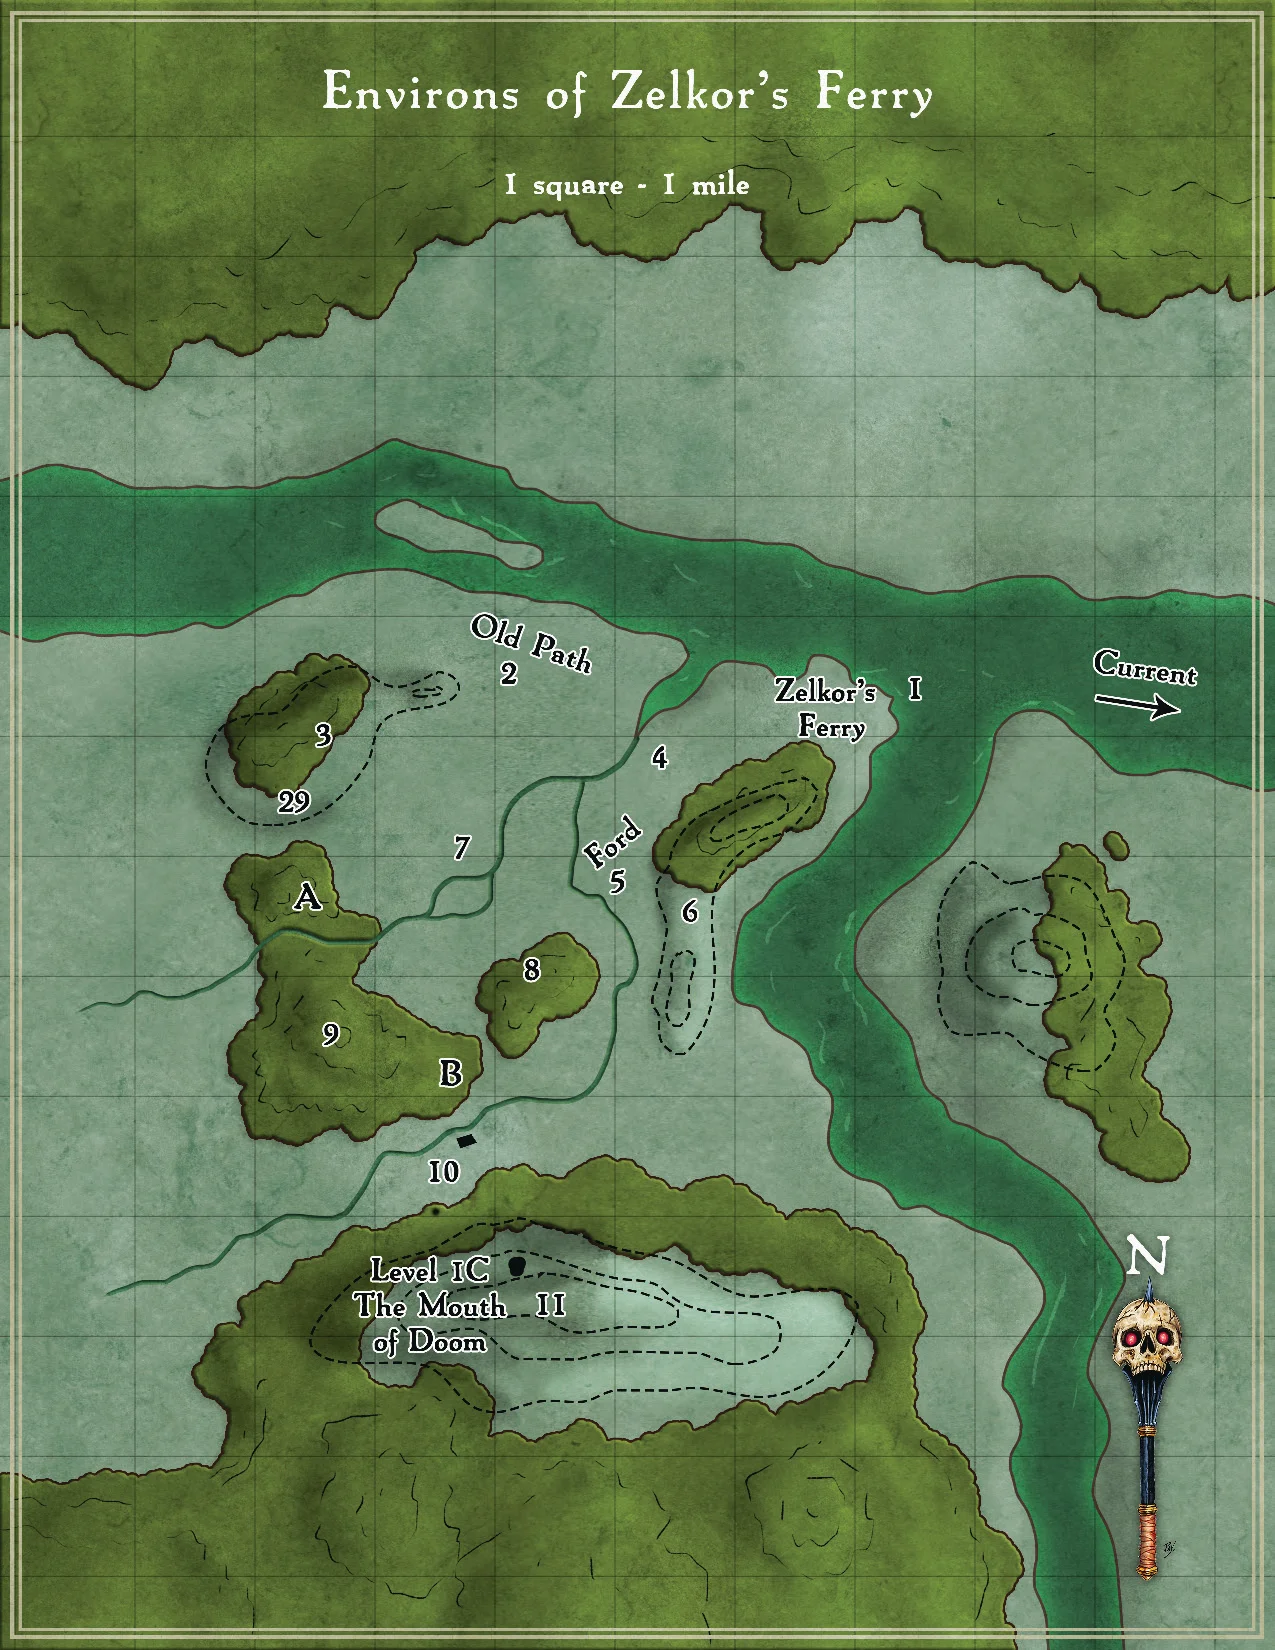 Environs of Zelkor's Ferry
1 square - 1 mile
Old Path
2
Current
Zelkor's
Ferry
1
3
4
29
7
Ford
5
A
6
8
9
B
10
N
Level 1C
The Mouth
of Doom
11